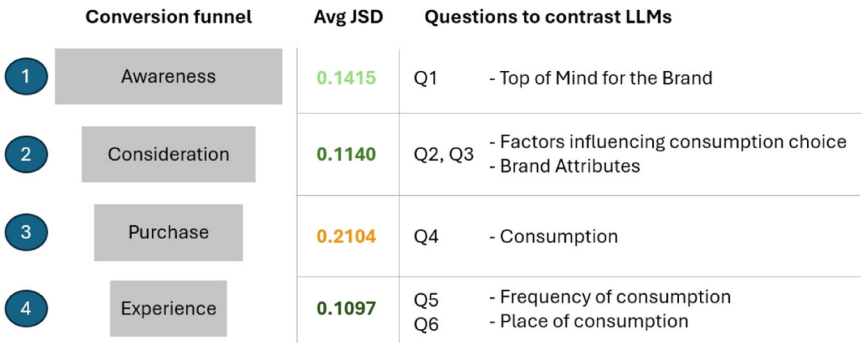 Conversion funnel Avg JSD Questions to contrast LLMs
1 Awareness 0.1415 Q1 - Top of Mind for the Brand
2 Consideration 0.1140 Q2, Q3 - Factors influencing consumption choice
- Brand Attributes
3 Purchase 0.2104 Q4 - Consumption
4 Experience 0.1097 Q5 - Frequency of consumption
Q6 - Place of consumption